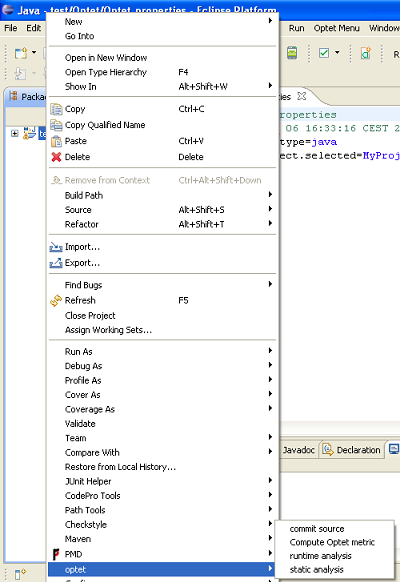 Java - test/Optet/Optet.properties - Eclipse Platform
File Edit Run Optet Menu Window
New
Go Into
Open in New Window
Open Type Hierarchy F4
Show In Alt+Shift+W
Copy Ctrl+C
Copy Qualified Name
Paste Ctrl+V
Delete Delete
Remove from Context Ctrl+Alt+Shift+Down
Build Path
Source Alt+Shift+S
Refactor Alt+Shift+T
Import...
Export...
Find Bugs
Refresh F5
Close Project
Assign Working Sets...
Run As
Debug As
Profile As
Cover As
Coverage As
Validate
Team
Compare With
Restore from Local History...
JUnit Helper
CodePro Tools
Path Tools
Checkstyle
Maven
PMD
optet
commit source
Compute Optet metric
runtime analysis
static analysis
Packa
te
ies
roperties
06 16:33:16 CEST 2
type=java
ect.selected=MyProj
Javadoc Declaration